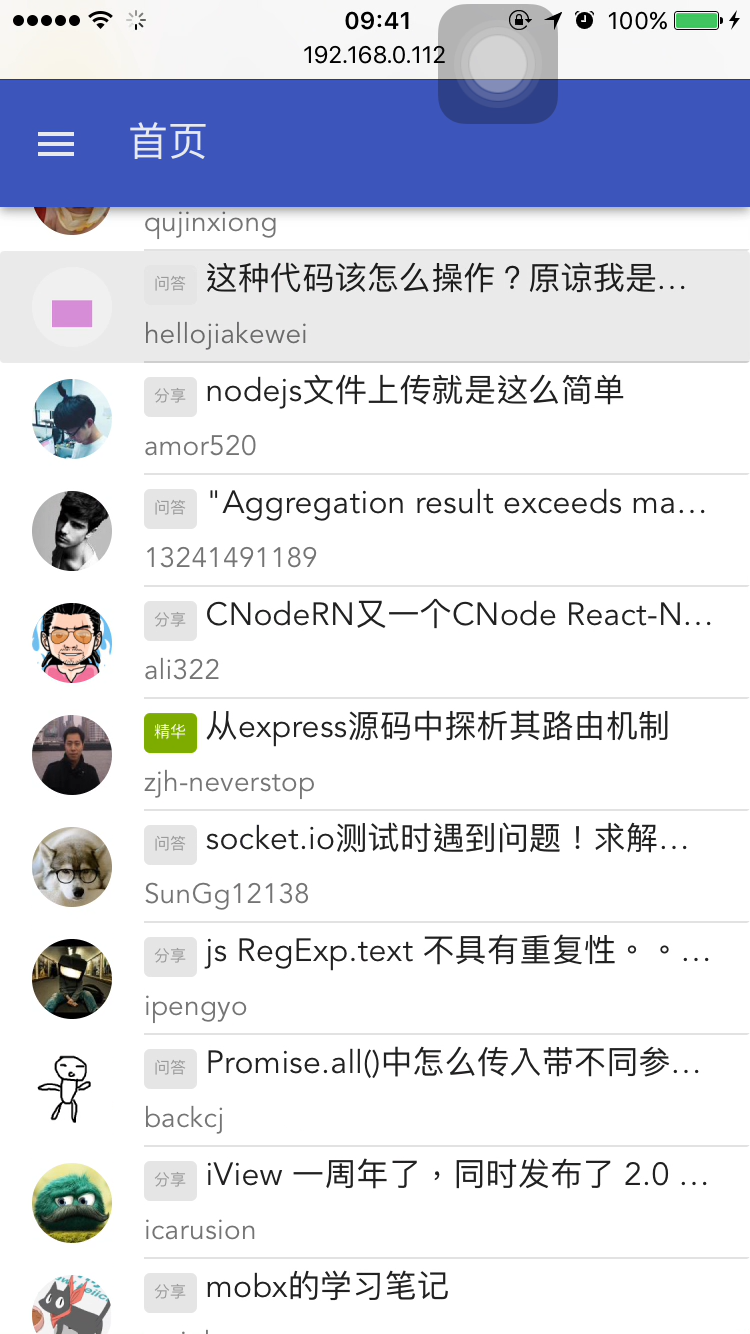 09:41
100%
192.168.0.112
首页
qujinxiong
问答 这种代码该怎么操作？原谅我是…
hellojiakewei
分享 nodejs文件上传就是这么简单
amor520
问答 "Aggregation result exceeds ma…
13241491189
分享 CNodeRN又一个CNode React-N…
ali322
精华 从express源码中探析其路由机制
zjh-neverstop
问答 socket.io测试时遇到问题！求解…
SunGg12138
分享 js RegExp.text 不具有重复性。。…
ipengyo
问答 Promise.all()中怎么传入带不同参…
backcj
分享 iView 一周年了，同时发布了 2.0 …
icarusion
分享 mobx的学习笔记